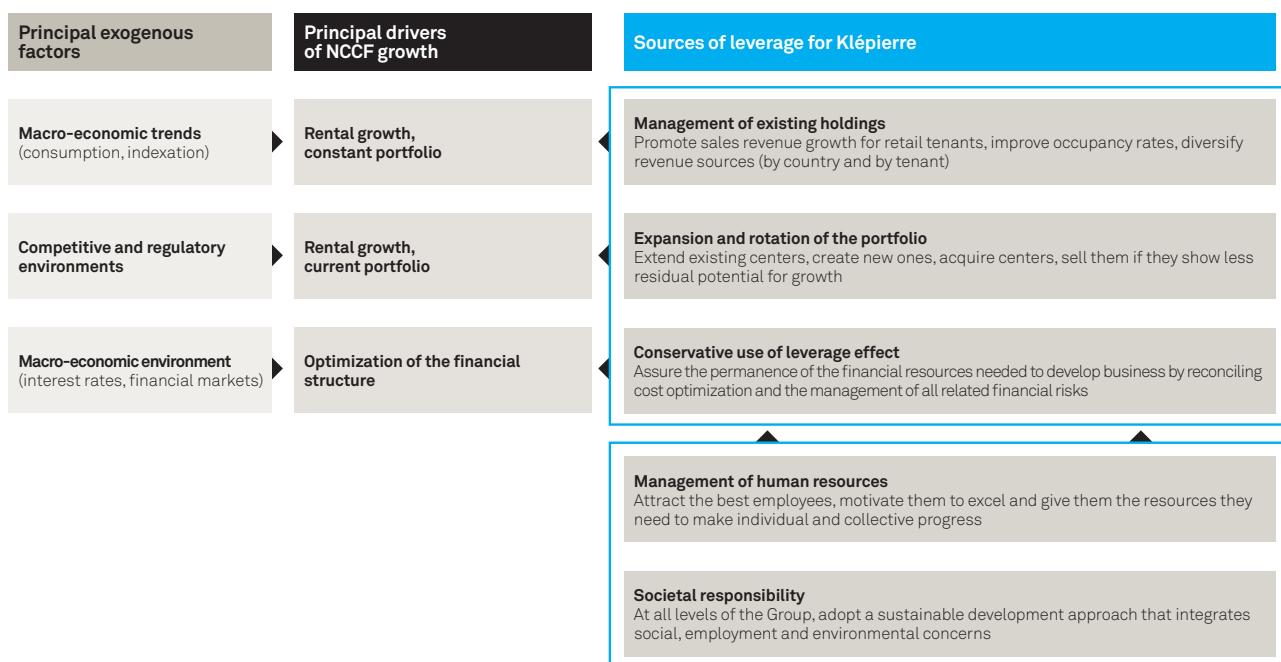 Principal exogenous
factors
Principal drivers
of NCCF growth
Sources of leverage for Klépierre
Macro-economic trends
(consumption, indexation)
Rental growth,
constant portfolio
Management of existing holdings
Promote sales revenue growth for retail tenants, improve occupancy rates, diversify
revenue sources (by country and by tenant)
Competitive and regulatory
environments
Rental growth,
current portfolio
Expansion and rotation of the portfolio
Extend existing centers, create new ones, acquire centers, sell them if they show less
residual potential for growth
Macro-economic environment
(interest rates, financial markets)
Optimization of the financial
structure
Conservative use of leverage effect
Assure the permanence of the financial resources needed to develop business by reconciling
cost optimization and the management of all related financial risks
Management of human resources
Attract the best employees, motivate them to excel and give them the resources they
need to make individual and collective progress
Societal responsibility
At all levels of the Group, adopt a sustainable development approach that integrates
social, employment and environmental concerns